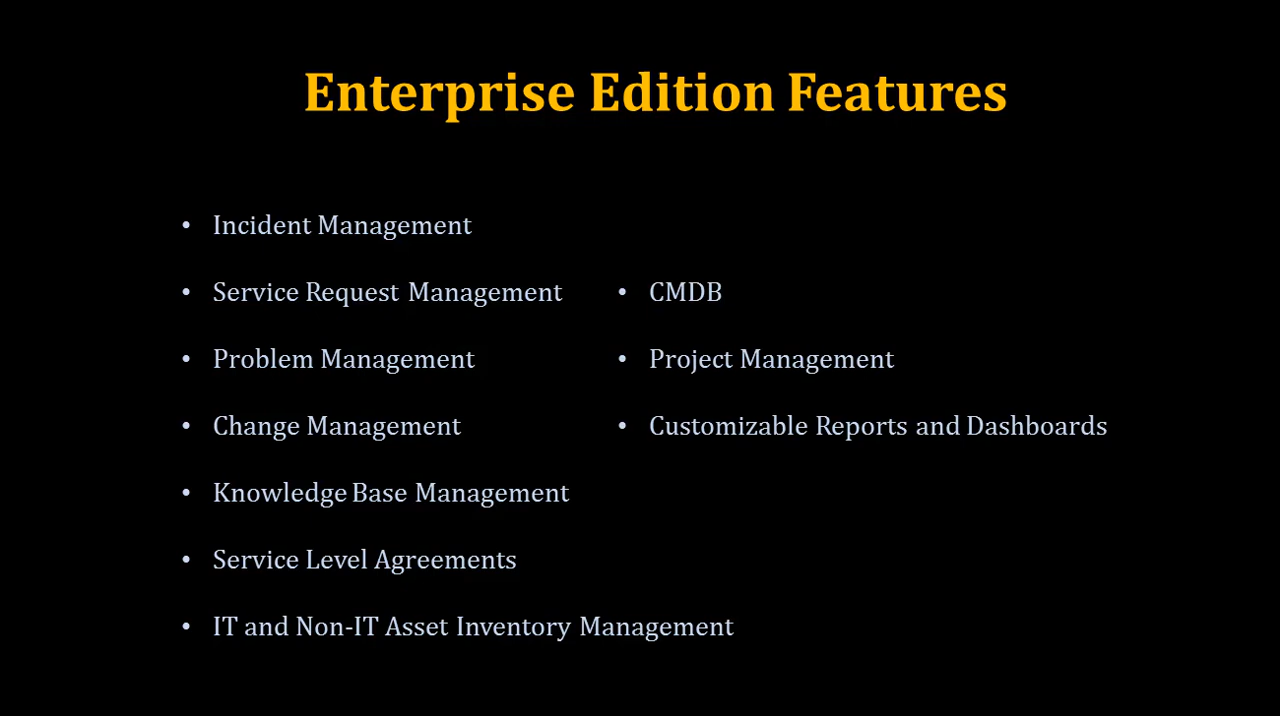 Enterprise Edition Features
• Incident Management
• Service Request Management
• Problem Management
• Change Management
• Knowledge Base Management
• Service Level Agreements
• IT and Non-IT Asset Inventory Management
• CMDB
• Project Management
• Customizable Reports and Dashboards